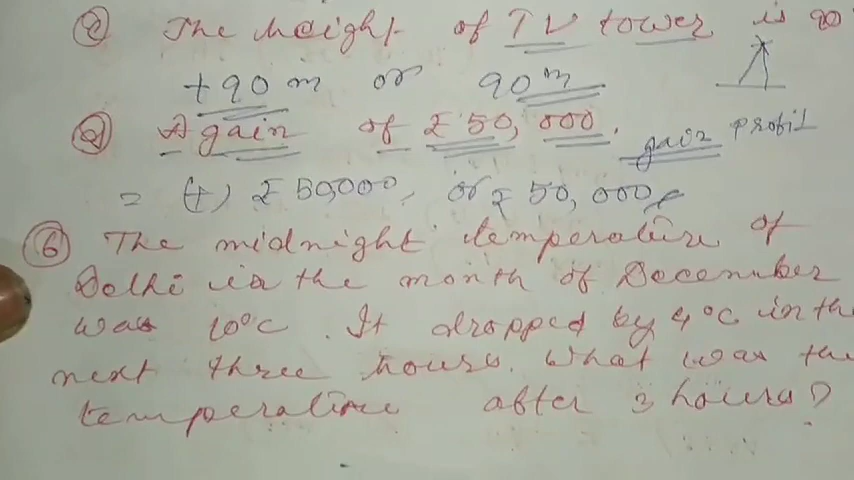 (c) The height of TV tower is 90
+90 m or 90 m
(d) A gain of ₹ 50,000. gain profit
= (+) ₹ 50,000, or ₹ 50,000
(6) The midnight temperature of
Delhi in the month of December
was 10°C. It dropped by 4°C in the
next three hours. What was the
temperature after 3 hours?